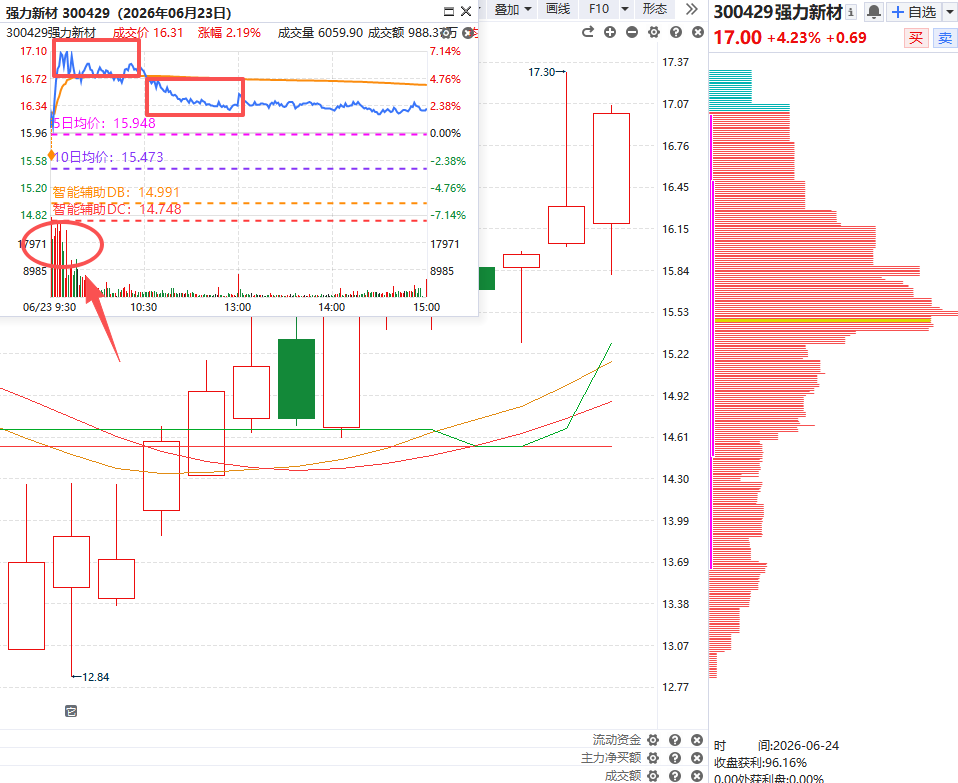 强力新材 300429（2026年06月23日）
300429强力新材 成交价 16.31 涨幅 2.19% 成交量 6059.90 成交额 988.3
17.10 7.14%
16.72 4.76%
16.34 2.38%
5日均价：15.948
15.96 0.00%
10日均价：15.473
15.58 -2.38%
15.20 -4.76%
智能辅助DB：14.991
智能辅助DC：14.748
14.82 -7.14%
17971 17971
8985 8985
06/23 9:30 10:30 13:00 14:00 15:00
叠加 画线 F10 形态
17.30
12.84
17.37
17.07
16.76
16.45
16.15
15.84
15.53
15.22
14.92
14.61
14.30
13.99
13.69
13.38
13.07
12.77
流动资金
主力净买额
成交额
300429强力新材 自选
17.00 +4.23% +0.69 买 卖
时 间:2026-06-24
收盘获利:96.16%
0.00处获利盘:0.00%